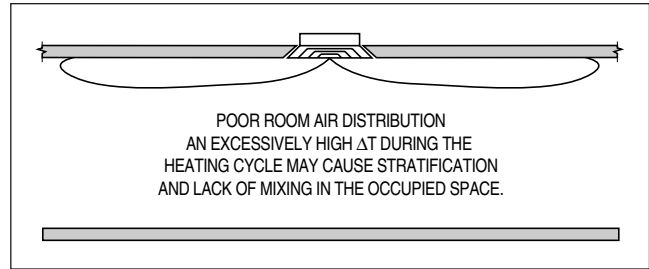 POOR ROOM AIR DISTRIBUTION
AN EXCESSIVELY HIGH ΔT DURING THE
HEATING CYCLE MAY CAUSE STRATIFICATION
AND LACK OF MIXING IN THE OCCUPIED SPACE.